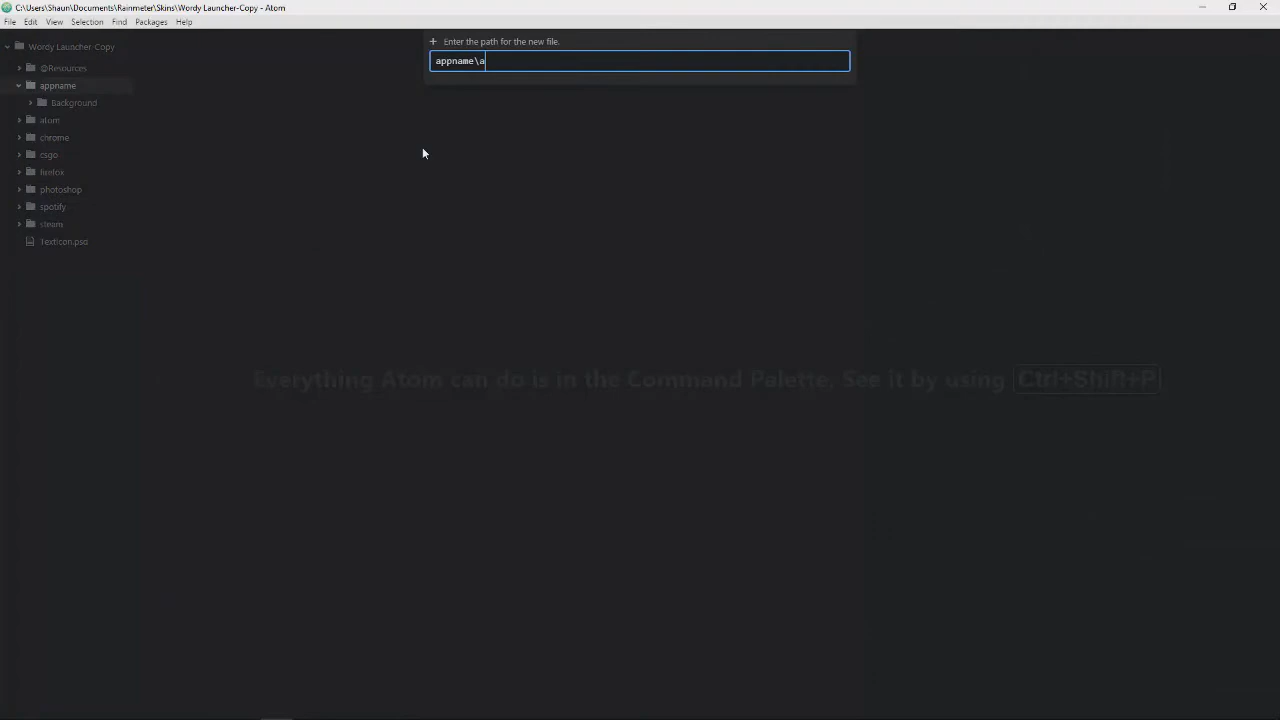 C:\Users\Shaun\Documents\Rainmeter\Skins\Wordy Launcher-Copy - Atom
File Edit View Selection Find Packages Help
Enter the path for the new file.
appname\a
Wordy Launcher-Copy
@Resources
appname
Background
atom
chrome
csgo
firefox
photoshop
spotify
steam
TextIcon.psd
Everything Atom can do is in the Command Palette. See it by using Ctrl+Shift+P